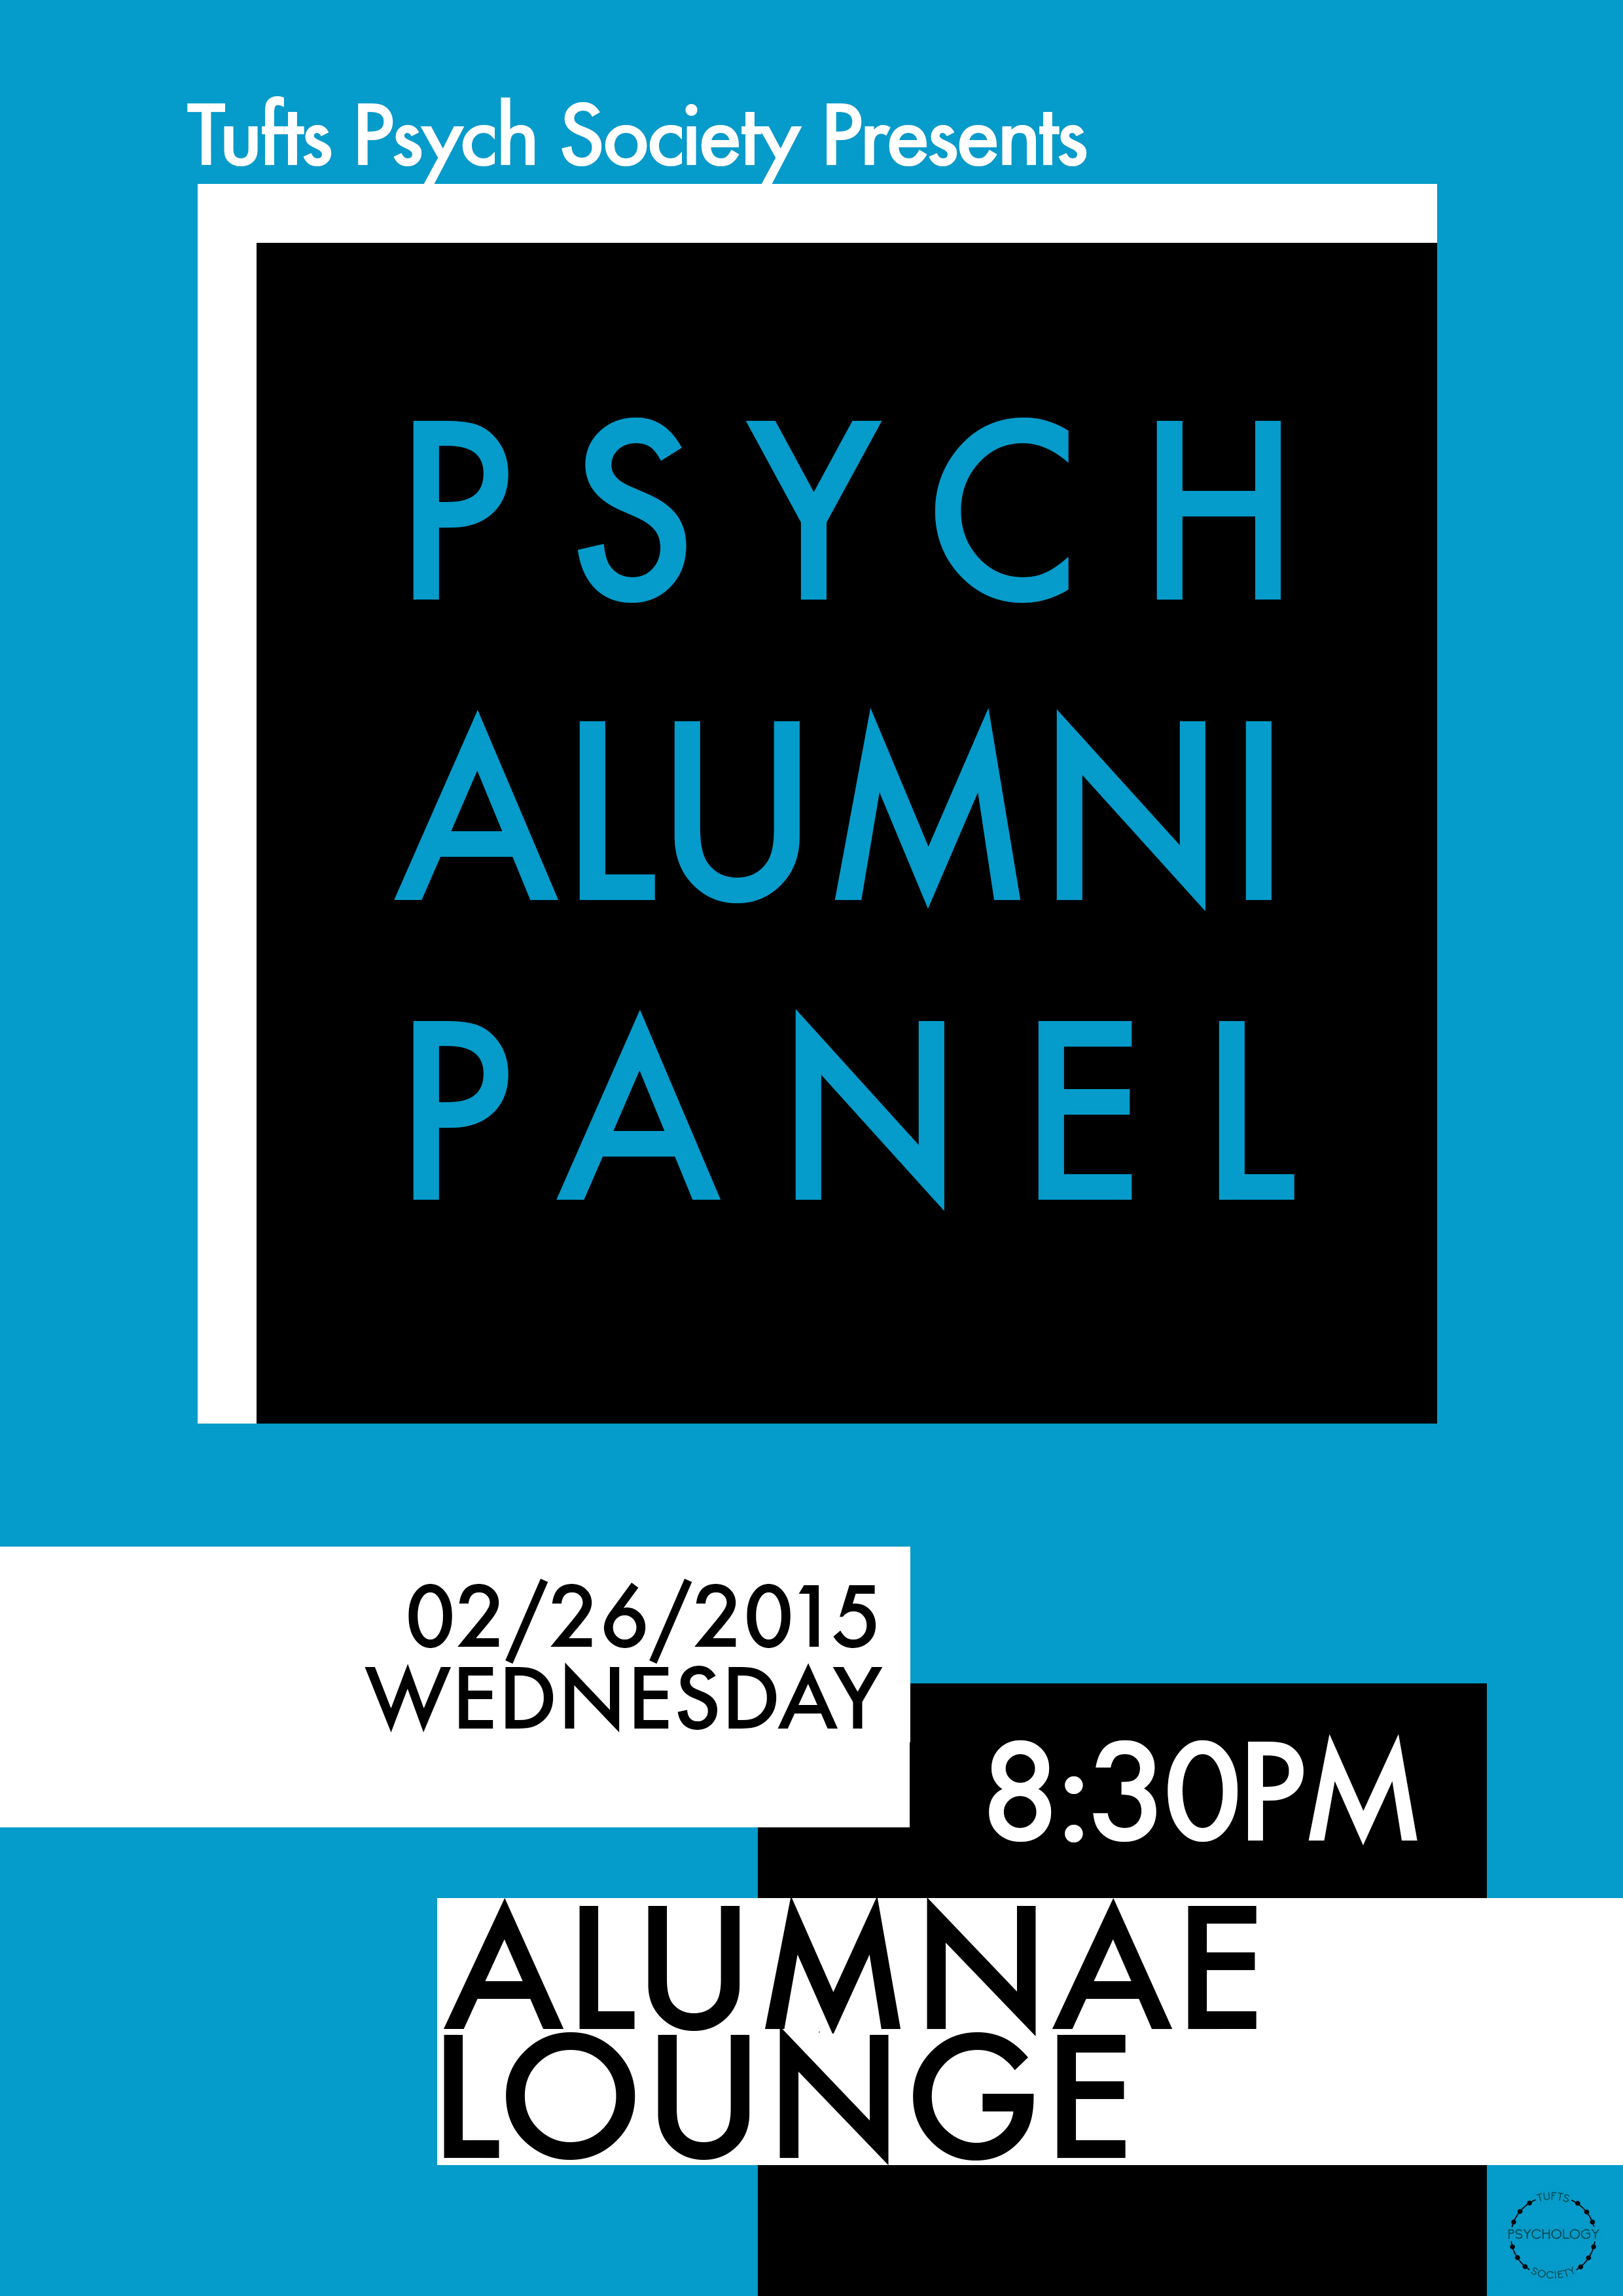 Tufts Psych Society Presents
PSYCH
ALUMNI
PANEL
02/26/2015
WEDNESDAY
8:30PM
ALUMNAE
LOUNGE
TUFTS
PSYCHOLOGY
SOCIETY